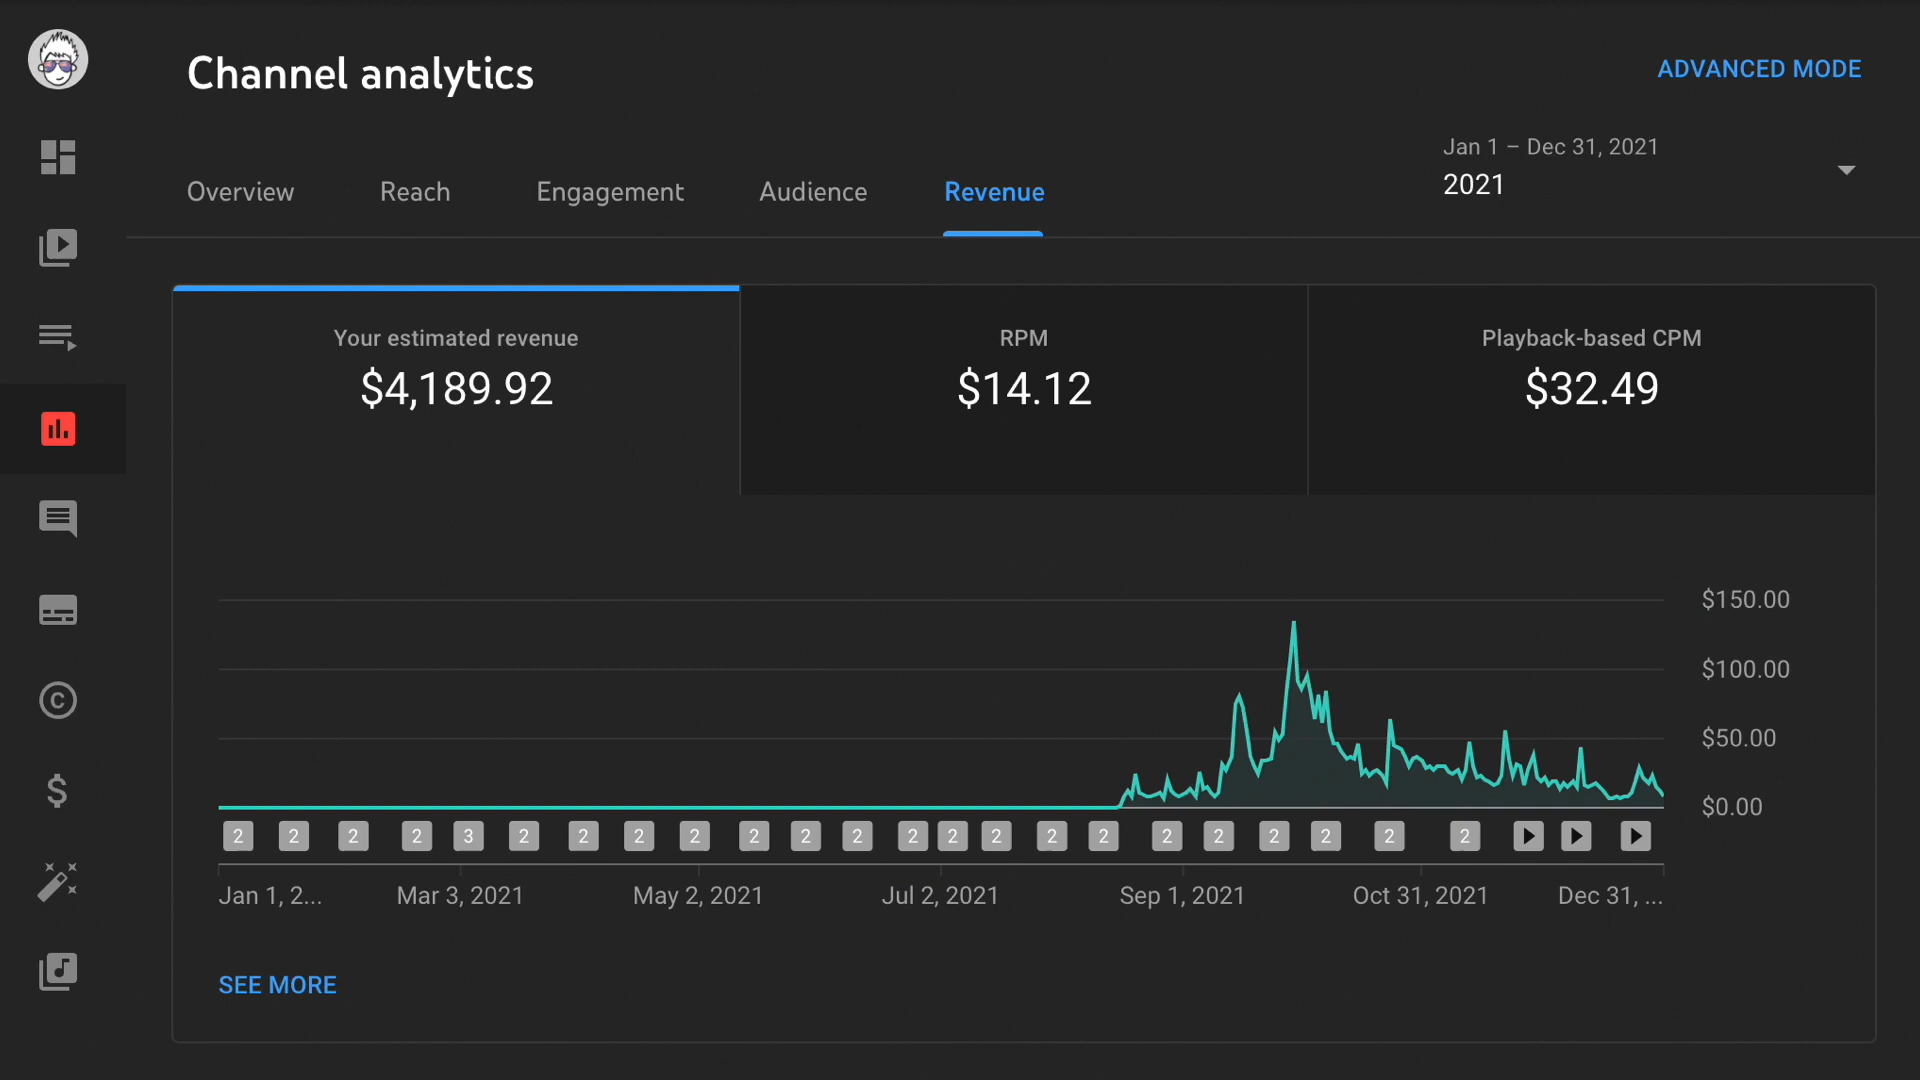 Channel analytics
ADVANCED MODE
Jan 1 – Dec 31, 2021
2021
Overview
Reach
Engagement
Audience
Revenue
Your estimated revenue
$4,189.92
RPM
$14.12
Playback-based CPM
$32.49
$150.00
$100.00
$50.00
$0.00
2 2 2 2 3 2 2 2 2 2 2 2 2 2 2 2 2 2 2 2 2 2 2
Jan 1, 2...
Mar 3, 2021
May 2, 2021
Jul 2, 2021
Sep 1, 2021
Oct 31, 2021
Dec 31, ...
SEE MORE